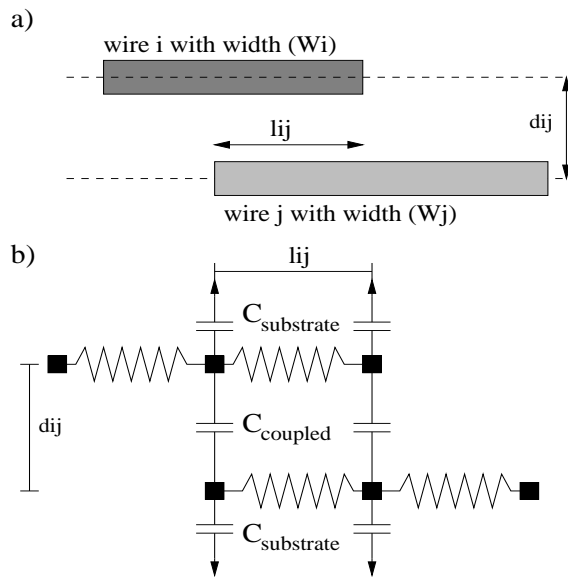 a)
wire i with width (Wi)
lij
dij
wire j with width (Wj)
b)
lij
Csubstrate
dij
Ccoupled
Csubstrate